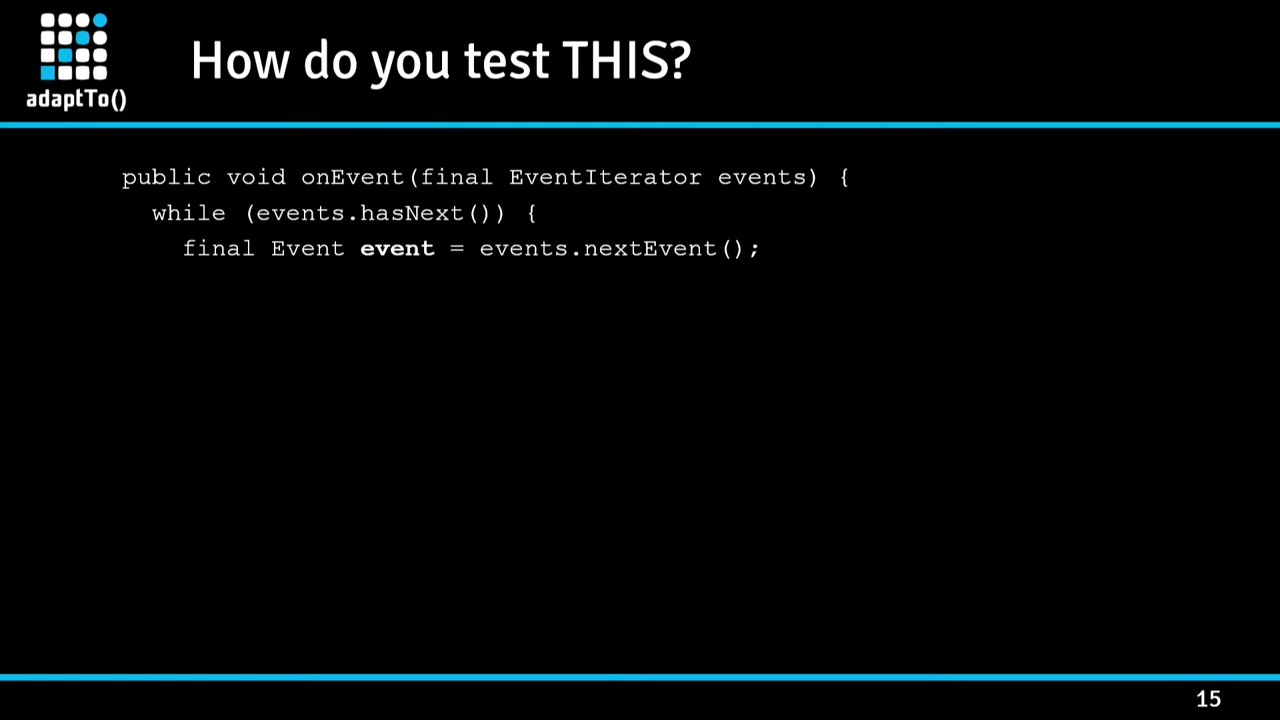 adaptTo()
How do you test THIS?
public void onEvent(final EventIterator events) {
while (events.hasNext()) {
final Event event = events.nextEvent();
15